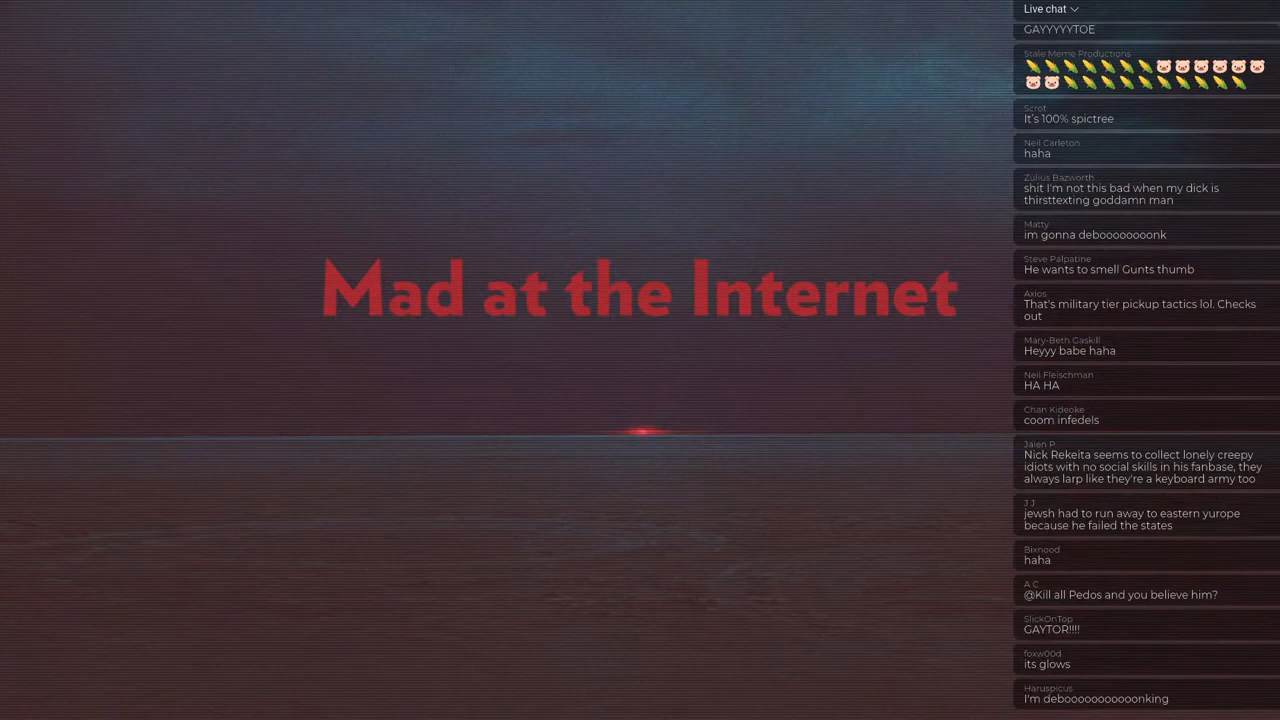 Live chat
GAYYYYYTOE
Stale Meme Productions
🌽🌽🌽🌽🌽🌽🌽🐷🐷🐷🐷🐷🐷
🐷🐷🌽🌽🌽🌽🌽🌽🌽🌽🌽🌽
Scrot
It's 100% spictree
Neil Carleton
haha
Zulius Bazworth
shit I'm not this bad when my dick is
thirsttexting goddamn man
Matty
im gonna deboooooooonk
Steve Palpatine
He wants to smell Gunts thumb
Axios
That's military tier pickup tactics lol. Checks
out
Mary-Beth Gaskill
Heyyy babe haha
Neil Fleischman
HA HA
Chan Kideoke
coom infedels
Jaien P
Nick Rekeita seems to collect lonely creepy
idiots with no social skills in his fanbase, they
always larp like they're a keyboard army too
J J
jewsh had to run away to eastern yurope
because he failed the states
Bixnood
haha
A C
@Kill all Pedos and you believe him?
SlickOnTop
GAYTOR!!!!
foxw00d
its glows
Haruspicus
I'm debooooooooooonking
Mad at the Internet